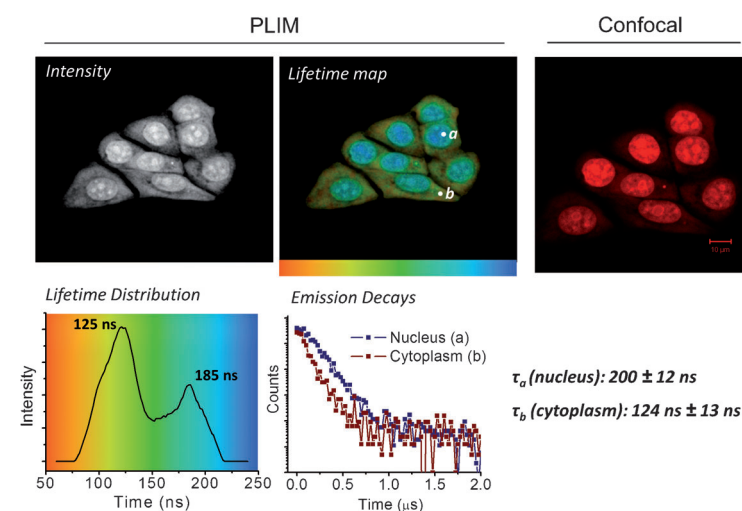 PLIM
Confocal
Intensity
Lifetime map
a
b
10 µm
Lifetime Distribution
125 ns
185 ns
Intensity
50 100 150 200 250
Time (ns)
Emission Decays
Nucleus (a)
Cytoplasm (b)
Counts
0.0 0.5 1.0 1.5 2.0
Time (µs)
τa (nucleus): 200 ± 12 ns
τb (cytoplasm): 124 ns ± 13 ns